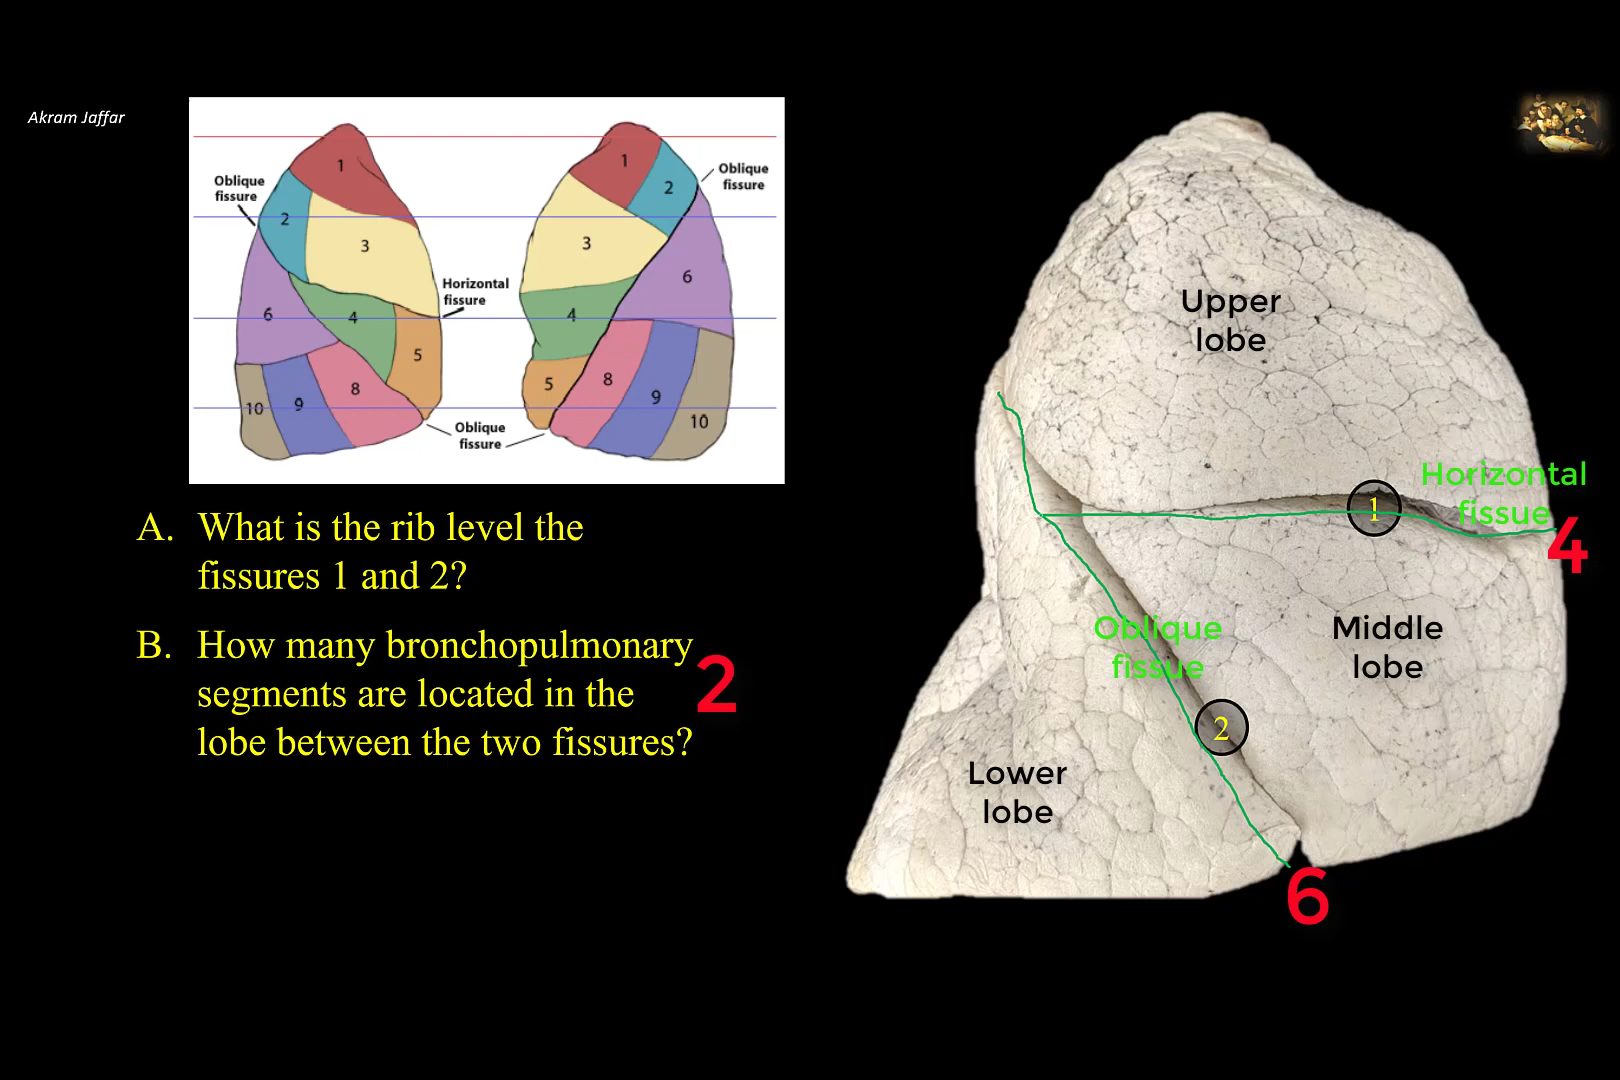 Akram Jaffar
1
2
3
4
5
6
8
9
10
Oblique
fissure
Horizontal
fissure
1
2
3
4
5
6
8
9
10
Oblique
fissure
Oblique
fissure
A. What is the rib level the
fissures 1 and 2?
B. How many bronchopulmonary
segments are located in the
lobe between the two fissures?
2
Upper
lobe
Horizontal
fissue
1
4
Oblique
fissue
Middle
lobe
2
Lower
lobe
6